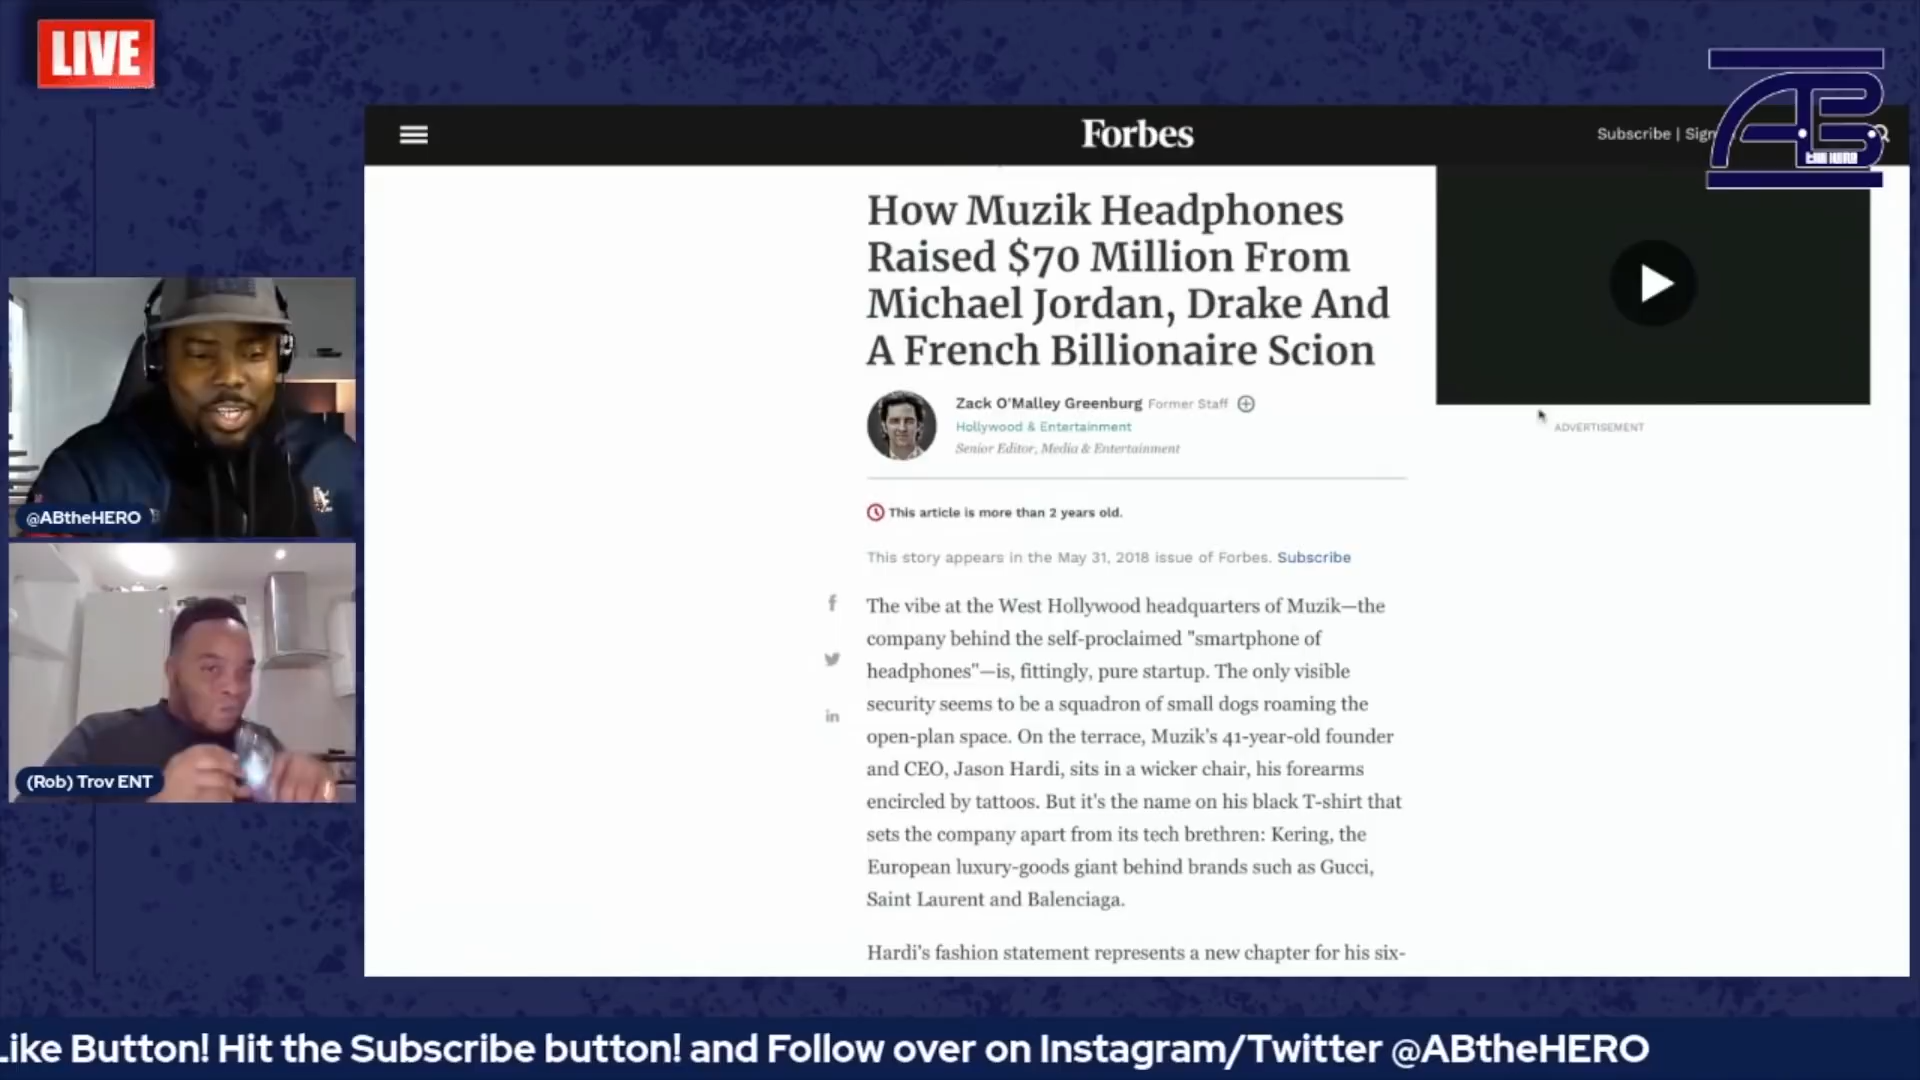 LIVE
Forbes
Subscribe | Sign
AB
THE HERO
How Muzik Headphones
Raised $70 Million From
Michael Jordan, Drake And
A French Billionaire Scion
Zack O'Malley Greenburg Former Staff
Hollywood & Entertainment
Senior Editor, Media & Entertainment
ADVERTISEMENT
This article is more than 2 years old.
This story appears in the May 31, 2018 issue of Forbes. Subscribe
The vibe at the West Hollywood headquarters of Muzik—the
company behind the self-proclaimed "smartphone of
headphones"—is, fittingly, pure startup. The only visible
security seems to be a squadron of small dogs roaming the
open-plan space. On the terrace, Muzik's 41-year-old founder
and CEO, Jason Hardi, sits in a wicker chair, his forearms
encircled by tattoos. But it's the name on his black T-shirt that
sets the company apart from its tech brethren: Kering, the
European luxury-goods giant behind brands such as Gucci,
Saint Laurent and Balenciaga.
Hardi's fashion statement represents a new chapter for his six-
f
in
@ABtheHERO
(Rob) Trov ENT
Like Button! Hit the Subscribe button! and Follow over on Instagram/Twitter @ABtheHERO